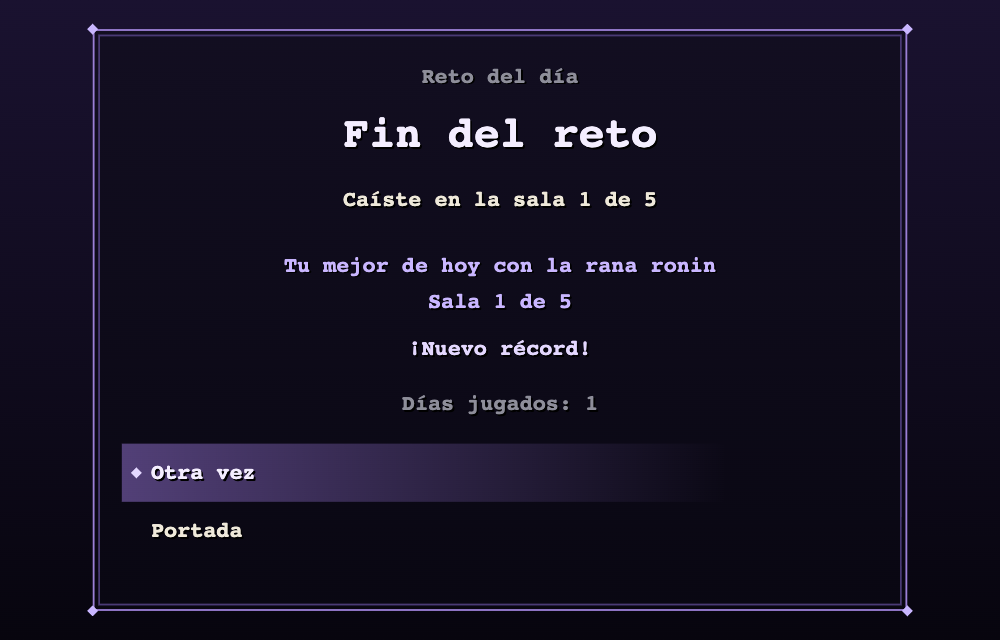 Reto del día
Fin del reto
Caíste en la sala 1 de 5
Tu mejor de hoy con la rana ronin
Sala 1 de 5
¡Nuevo récord!
Días jugados: 1
Otra vez
Portada